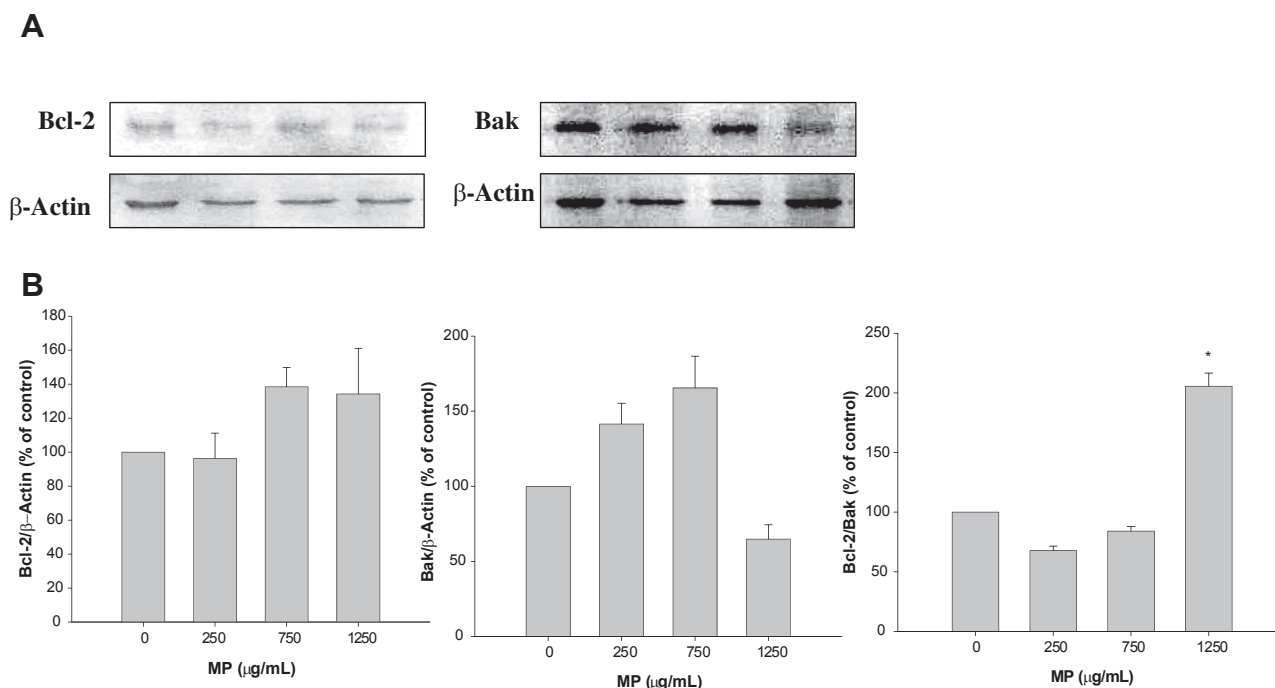 A
Bcl-2
β-Actin
Bak
β-Actin
B
Bcl-2/β-Actin (% of control)
180
160
140
120
100
80
60
40
20
0
0 250 750 1250
MP (μg/mL)
Bak/β-Actin (% of control)
200
150
100
50
0
0 250 750 1250
MP (μg/mL)
Bcl-2/Bak (% of control)
250
200
150
100
50
0
*
0 250 750 1250
MP (μg/mL)